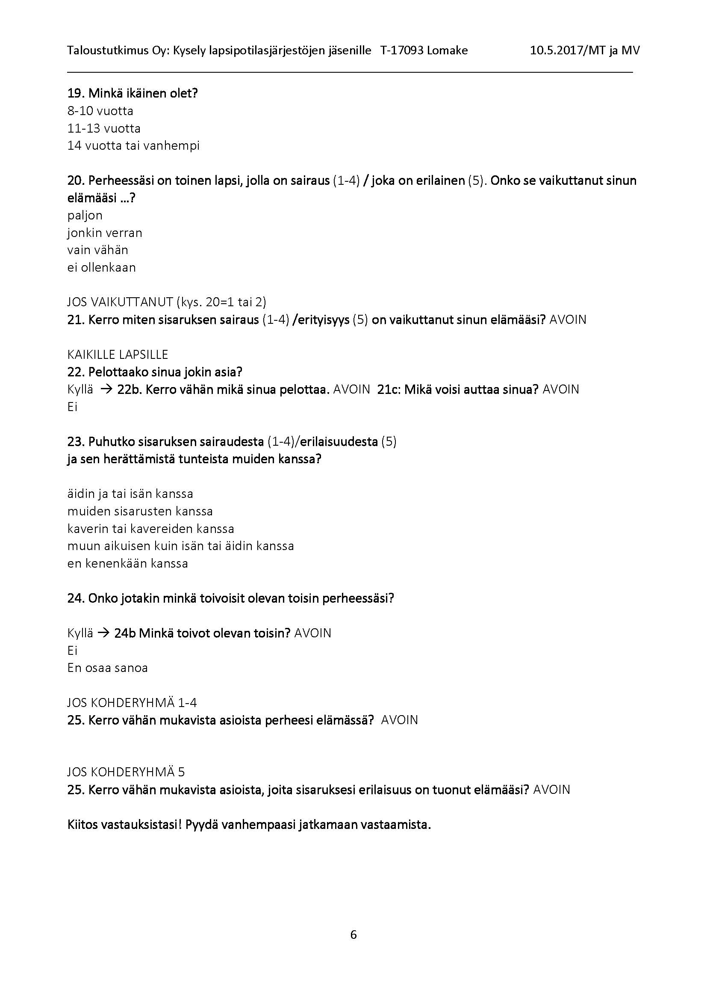 Taloustutkimus Oy: Kysely lapsipotilasjärjestöjen jäsenille T-17093 Lomake 10.5.2017/MT ja MV
19. Minkä ikäinen olet?
8-10 vuotta
11-13 vuotta
14 vuotta tai vanhempi
20. Perheessäsi on toinen lapsi, jolla on sairaus (1-4) / joka on erilainen (5). Onko se vaikuttanut sinun
elämääsi ...?
paljon
jonkin verran
vain vähän
ei ollenkaan
JOS VAIKUTTANUT (kys. 20=1 tai 2)
21. Kerro miten sisaruksen sairaus (1-4) /erityisyys (5) on vaikuttanut sinun elämääsi? AVOIN
KAIKILLE LAPSILLE
22. Pelottaako sinua jokin asia?
Kyllä → 22b. Kerro vähän mikä sinua pelottaa. AVOIN 21c: Mikä voisi auttaa sinua? AVOIN
Ei
23. Puhutko sisaruksen sairaudesta (1-4)/erilaisuudesta (5)
ja sen herättämistä tunteista muiden kanssa?
äidin ja tai isän kanssa
muiden sisarusten kanssa
kaverin tai kavereiden kanssa
muun aikuisen kuin isän tai äidin kanssa
en kenenkään kanssa
24. Onko jotakin minkä toivoisit olevan toisin perheessäsi?
Kyllä → 24b Minkä toivot olevan toisin? AVOIN
Ei
En osaa sanoa
JOS KOHDERYHMÄ 1-4
25. Kerro vähän mukavista asioista perheesi elämässä? AVOIN
JOS KOHDERYHMÄ 5
25. Kerro vähän mukavista asioista, joita sisaruksesi erilaisuus on tuonut elämääsi? AVOIN
Kiitos vastauksistasi! Pyydä vanhempaasi jatkamaan vastaamista.
6